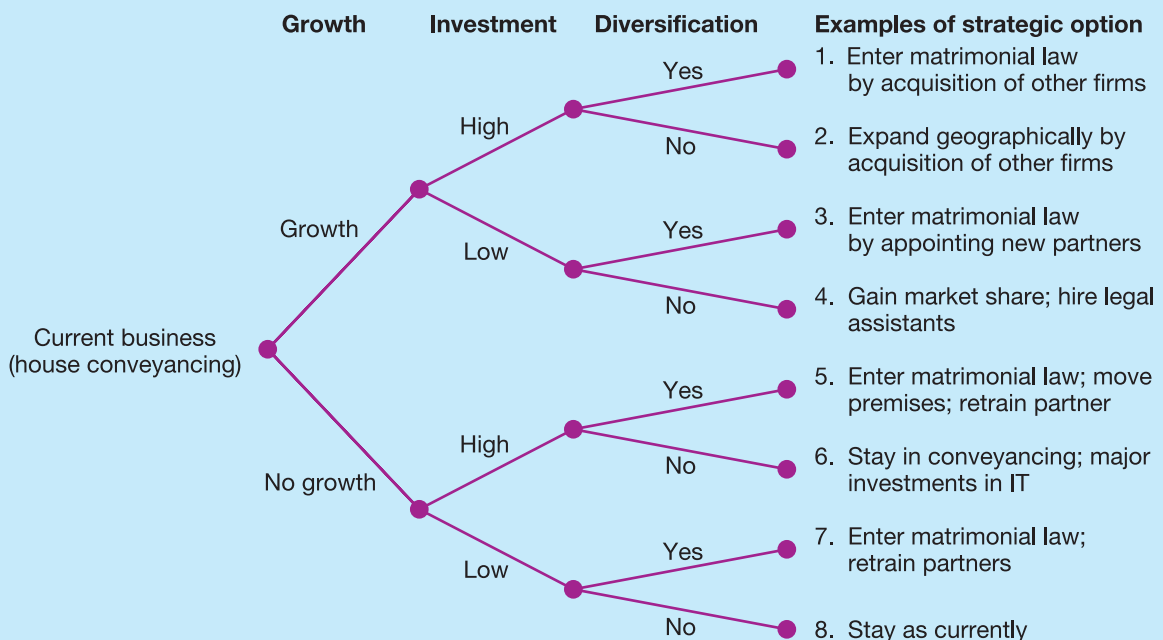 Growth Investment Diversification Examples of strategic option
Yes
1. Enter matrimonial law
by acquisition of other firms
High
No
2. Expand geographically by
acquisition of other firms
Growth
Yes
3. Enter matrimonial law
by appointing new partners
Low
No
4. Gain market share; hire legal
assistants
Current business
(house conveyancing)
Yes
5. Enter matrimonial law; move
premises; retrain partner
High
No
6. Stay in conveyancing; major
investments in IT
No growth
Yes
7. Enter matrimonial law;
retrain partners
Low
No
8. Stay as currently